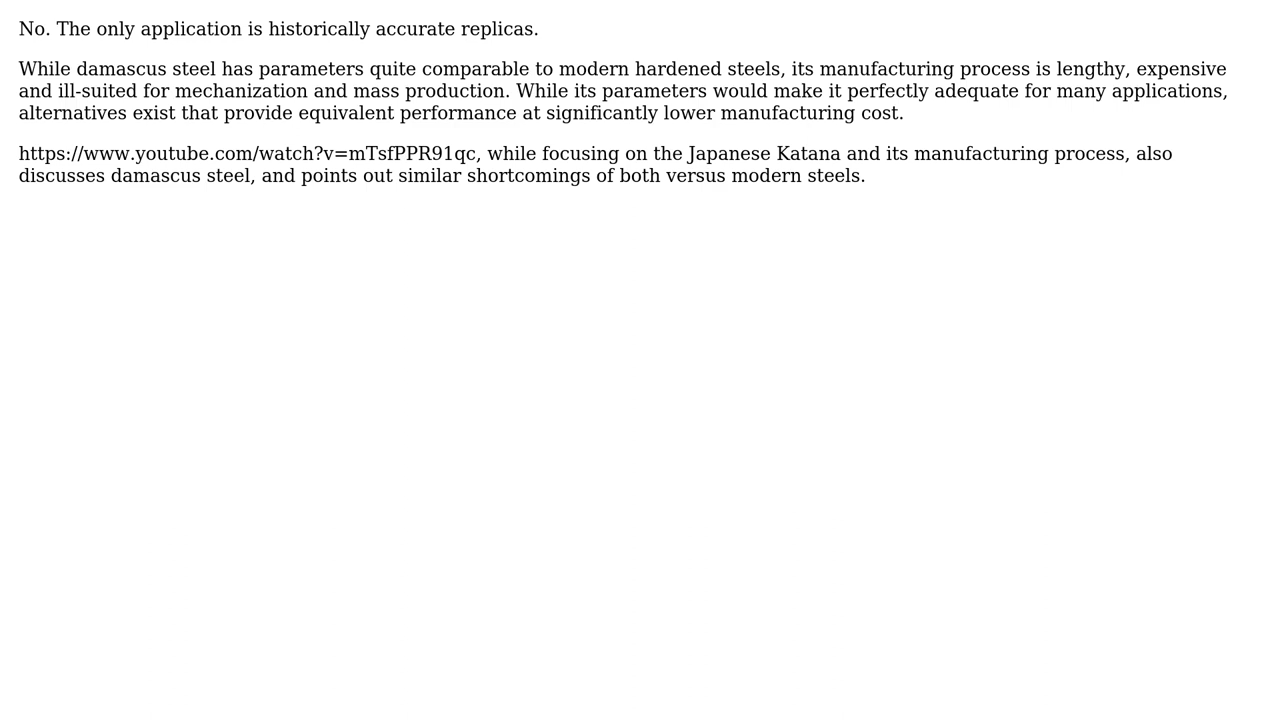 No. The only application is historically accurate replicas.
While damascus steel has parameters quite comparable to modern hardened steels, its manufacturing process is lengthy, expensive
and ill-suited for mechanization and mass production. While its parameters would make it perfectly adequate for many applications,
alternatives exist that provide equivalent performance at significantly lower manufacturing cost.
https://www.youtube.com/watch?v=mTsfPPR91qc, while focusing on the Japanese Katana and its manufacturing process, also
discusses damascus steel, and points out similar shortcomings of both versus modern steels.